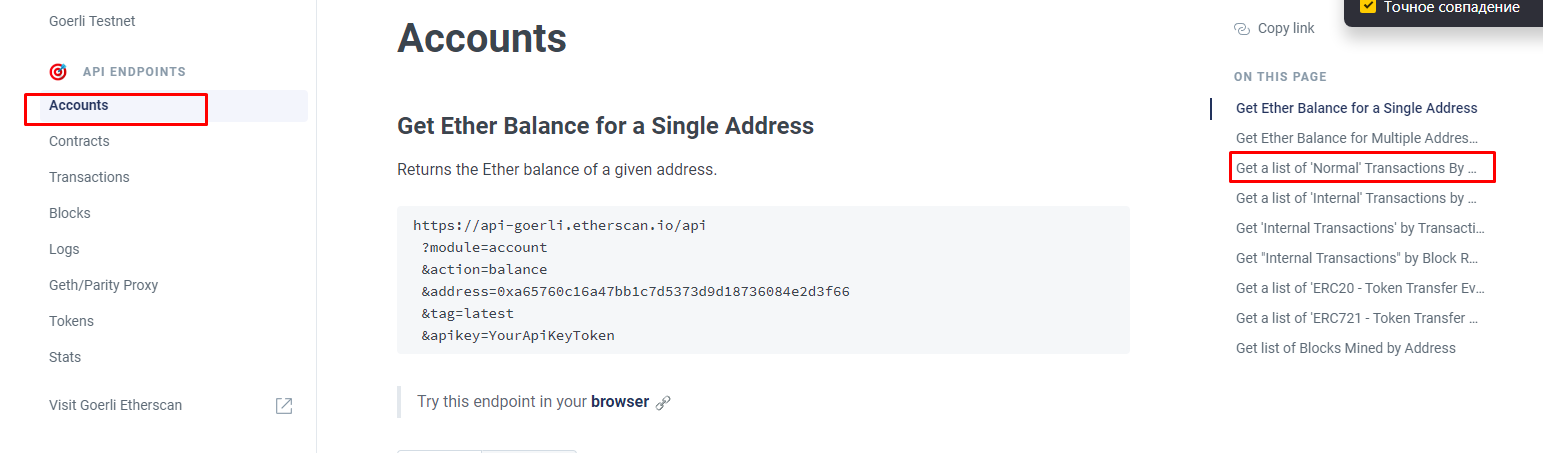 Goerli Testnet
API ENDPOINTS
Accounts
Contracts
Transactions
Blocks
Logs
Geth/Parity Proxy
Tokens
Stats
Visit Goerli Etherscan
Accounts
Get Ether Balance for a Single Address
Returns the Ether balance of a given address.
https://api-goerli.etherscan.io/api
?module=account
&action=balance
&address=0xa65760c16a47bb1c7d5373d9d18736084e2d3f66
&tag=latest
&apikey=YourApiKeyToken
Try this endpoint in your browser
Точное совпадение
Copy link
ON THIS PAGE
Get Ether Balance for a Single Address
Get Ether Balance for Multiple Addres…
Get a list of 'Normal' Transactions By …
Get a list of 'Internal' Transactions by …
Get 'Internal Transactions' by Transacti…
Get "Internal Transactions" by Block R…
Get a list of 'ERC20 - Token Transfer Ev…
Get a list of 'ERC721 - Token Transfer …
Get list of Blocks Mined by Address